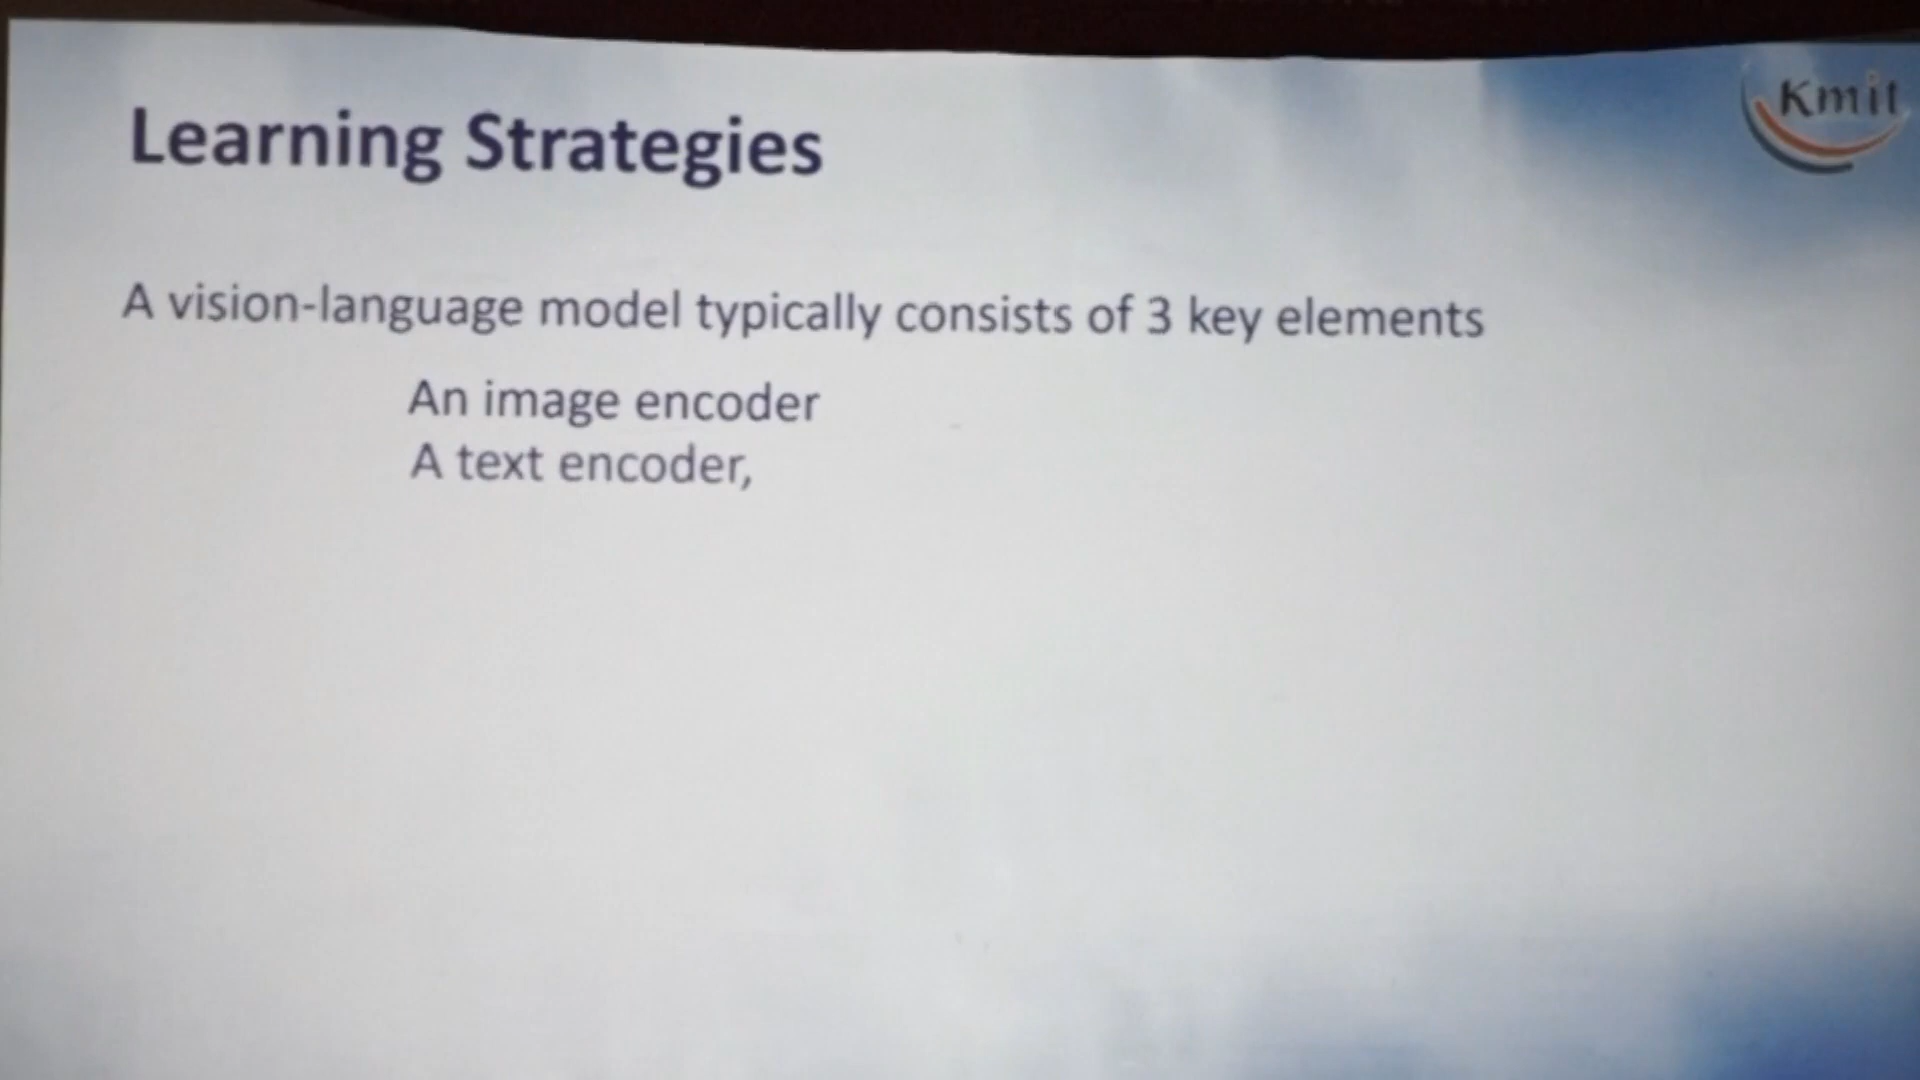 Kmit
Learning Strategies
A vision-language model typically consists of 3 key elements
An image encoder
A text encoder,